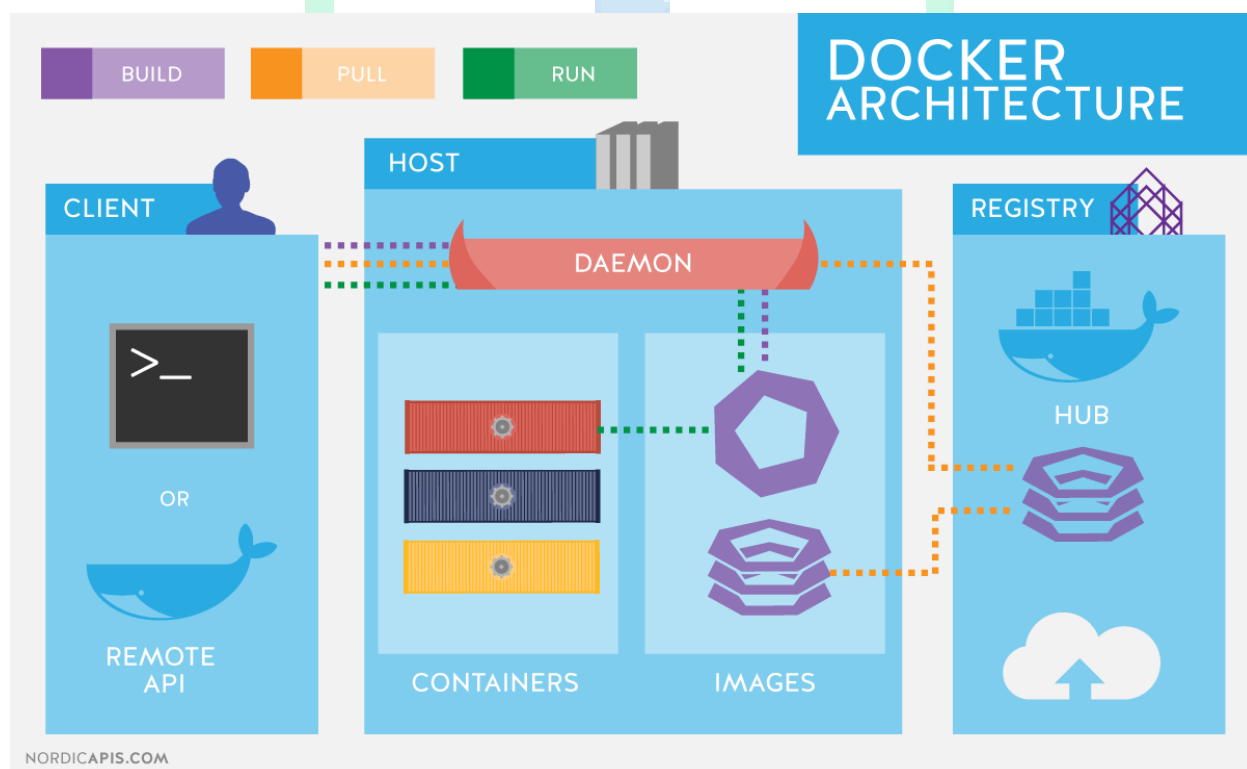 BUILD
PULL
RUN
DOCKER
ARCHITECTURE
HOST
CLIENT
REGISTRY
DAEMON
>_
HUB
OR
REMOTE
API
CONTAINERS
IMAGES
NORDICAPIS.COM